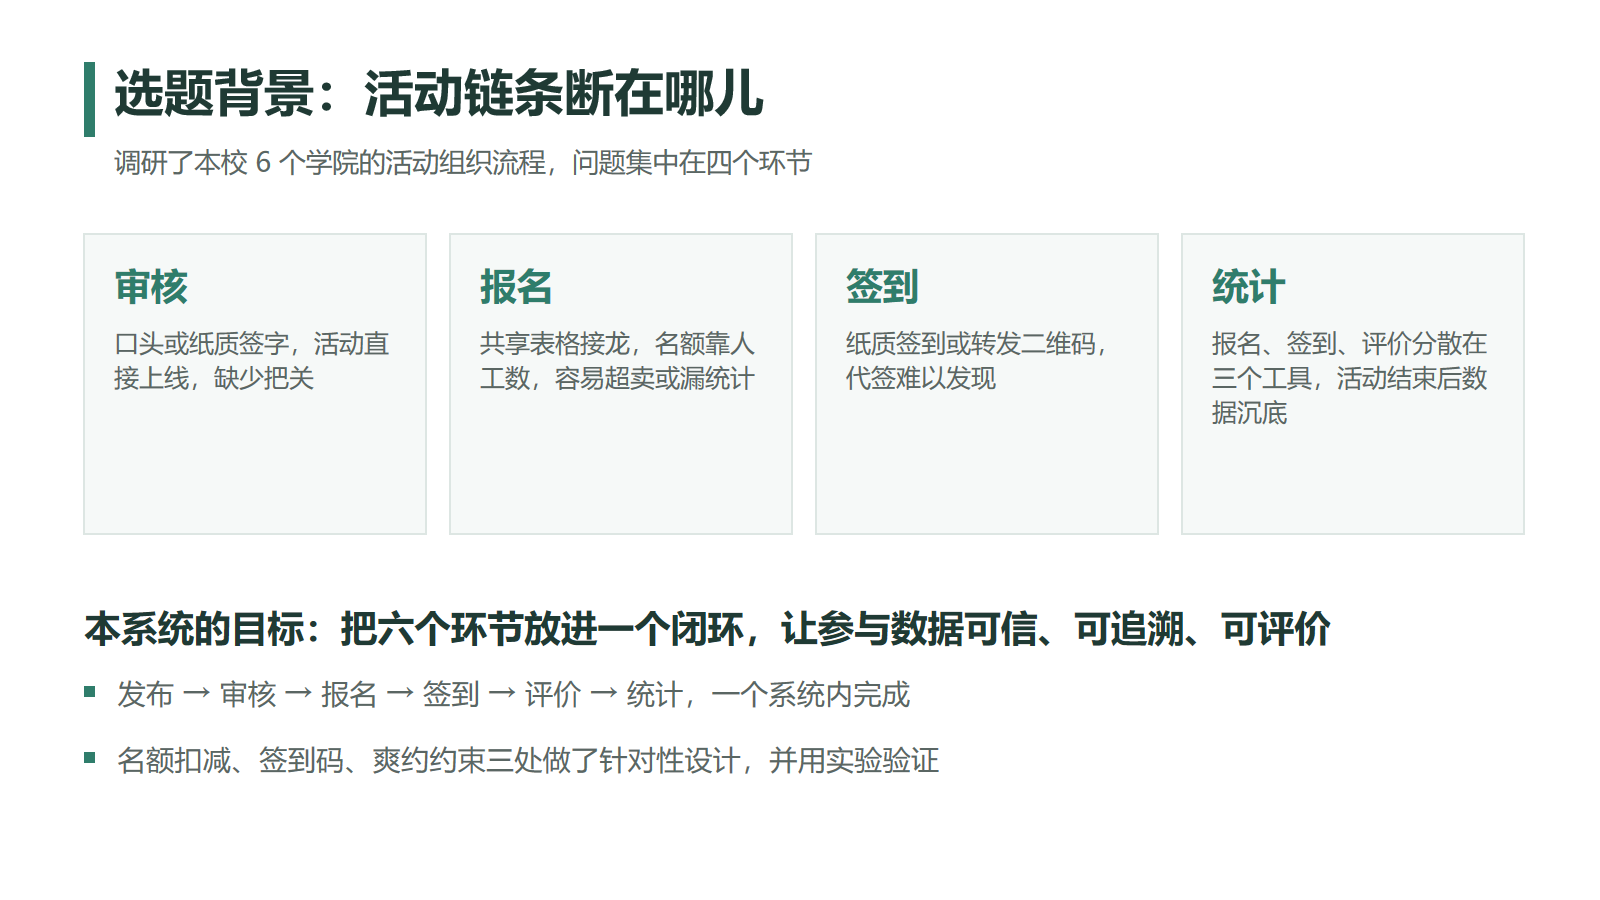 选题背景：活动链条断在哪儿
调研了本校 6 个学院的活动组织流程，问题集中在四个环节
审核
口头或纸质签字，活动直
接上线，缺少把关
报名
共享表格接龙，名额靠人
工数，容易超卖或漏统计
签到
纸质签到或转发二维码，
代签难以发现
统计
报名、签到、评价分散在
三个工具，活动结束后数
据沉底
本系统的目标：把六个环节放进一个闭环，让参与数据可信、可追溯、可评价
发布 → 审核 → 报名 → 签到 → 评价 → 统计，一个系统内完成
名额扣减、签到码、爽约约束三处做了针对性设计，并用实验验证